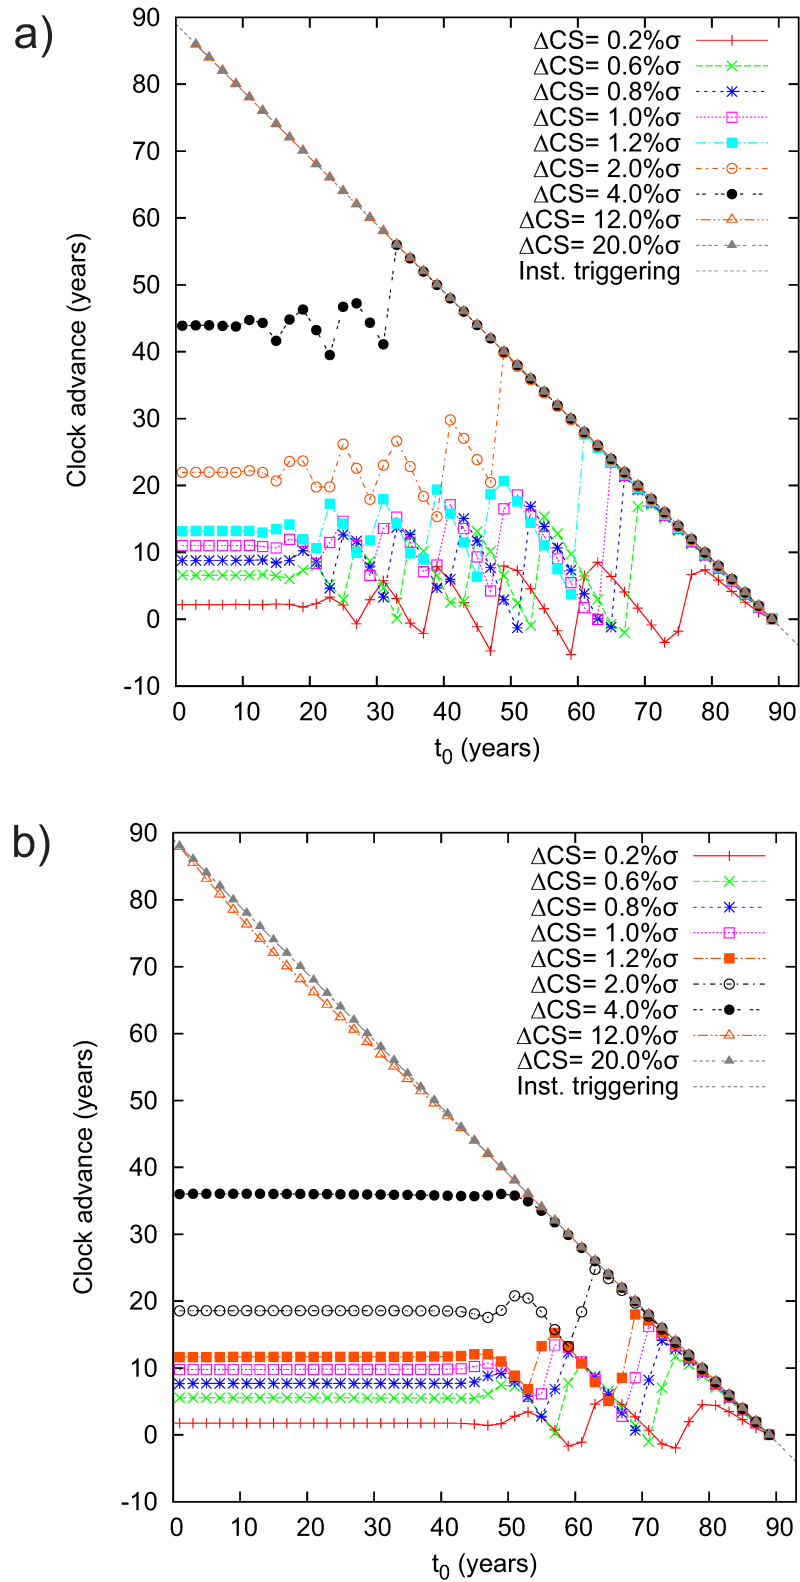 a)
90
80
70
60
50
40
30
20
10
0
-10
Clock advance (years)
ΔCS= 0.2%σ
ΔCS= 0.6%σ
ΔCS= 0.8%σ
ΔCS= 1.0%σ
ΔCS= 1.2%σ
ΔCS= 2.0%σ
ΔCS= 4.0%σ
ΔCS= 12.0%σ
ΔCS= 20.0%σ
Inst. triggering
0 10 20 30 40 50 60 70 80 90
t₀ (years)
b)
90
80
70
60
50
40
30
20
10
0
-10
Clock advance (years)
ΔCS= 0.2%σ
ΔCS= 0.6%σ
ΔCS= 0.8%σ
ΔCS= 1.0%σ
ΔCS= 1.2%σ
ΔCS= 2.0%σ
ΔCS= 4.0%σ
ΔCS= 12.0%σ
ΔCS= 20.0%σ
Inst. triggering
0 10 20 30 40 50 60 70 80 90
t₀ (years)